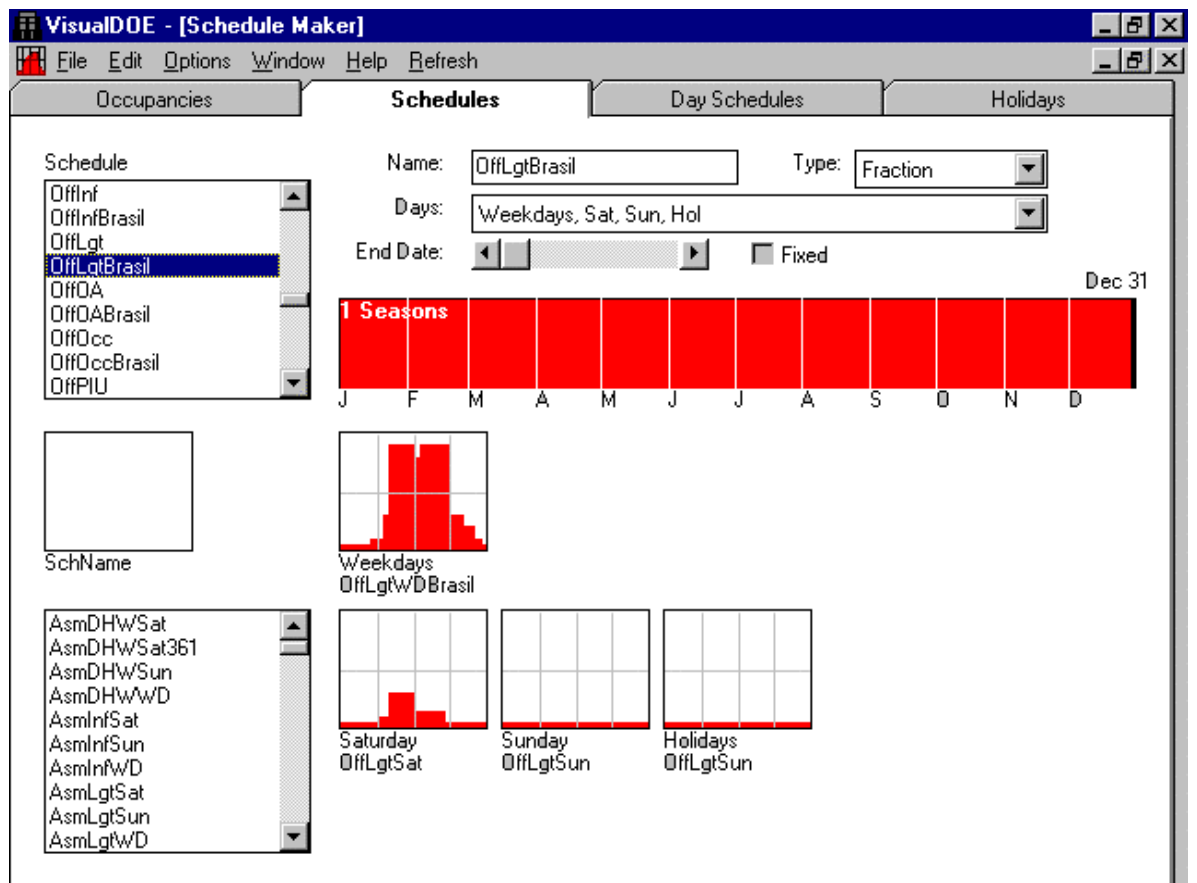 VisualDOE - [Schedule Maker]
File Edit Options Window Help Refresh
Occupancies Schedules Day Schedules Holidays
Schedule
OffInf
OffInfBrasil
OffLgt
OffLgtBrasil
OffOA
OffOABrasil
OffOcc
OffOccBrasil
OffPIU
Name: OffLgtBrasil Type: Fraction
Days: Weekdays, Sat, Sun, Hol
End Date: Fixed
Dec 31
1 Seasons
J F M A M J J A S O N D
SchName
Weekdays
OffLgtWDBrasil
AsmDHWSat
AsmDHWSat361
AsmDHWSun
AsmDHWWD
AsmInfSat
AsmInfSun
AsmInfWD
AsmLgtSat
AsmLgtSun
AsmLgtWD
Saturday
OffLgtSat
Sunday
OffLgtSun
Holidays
OffLgtSun